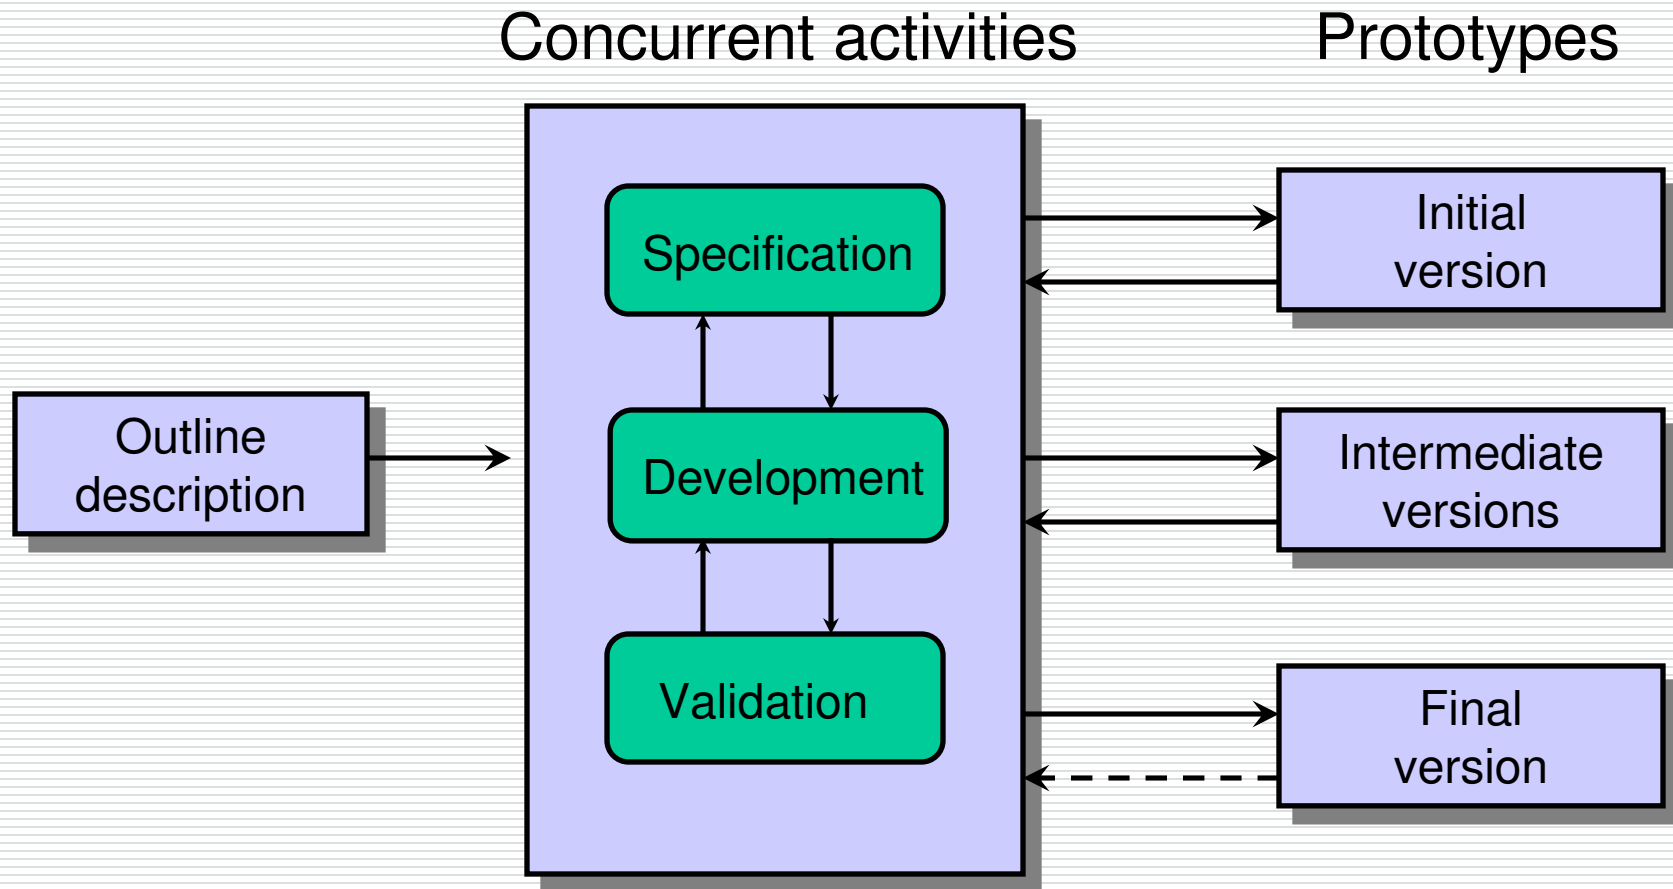 Concurrent activities
Prototypes
Outline
description
Specification
Development
Validation
Initial
version
Intermediate
versions
Final
version